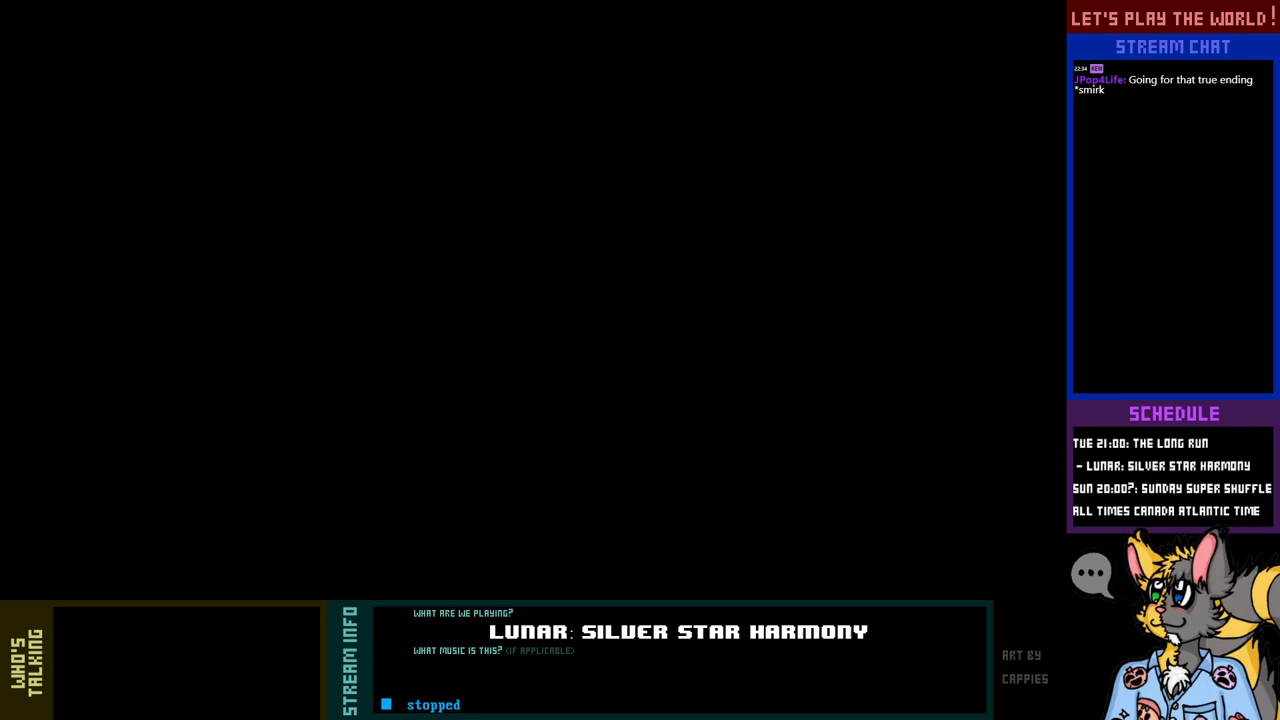 LET'S PLAY THE WORLD!
STREAM CHAT
22:34 NEW
JPop4Life: Going for that true ending
*smirk
SCHEDULE
TUE 21:00: THE LONG RUN
- LUNAR: SILVER STAR HARMONY
SUN 20:00?: SUNDAY SUPER SHUFFLE
ALL TIMES CANADA ATLANTIC TIME
WHO'S
TALKING
STREAM INFO
WHAT ARE WE PLAYING?
LUNAR: SILVER STAR HARMONY
WHAT MUSIC IS THIS? (IF APPLICABLE)
stopped
ART BY
CAPPIES